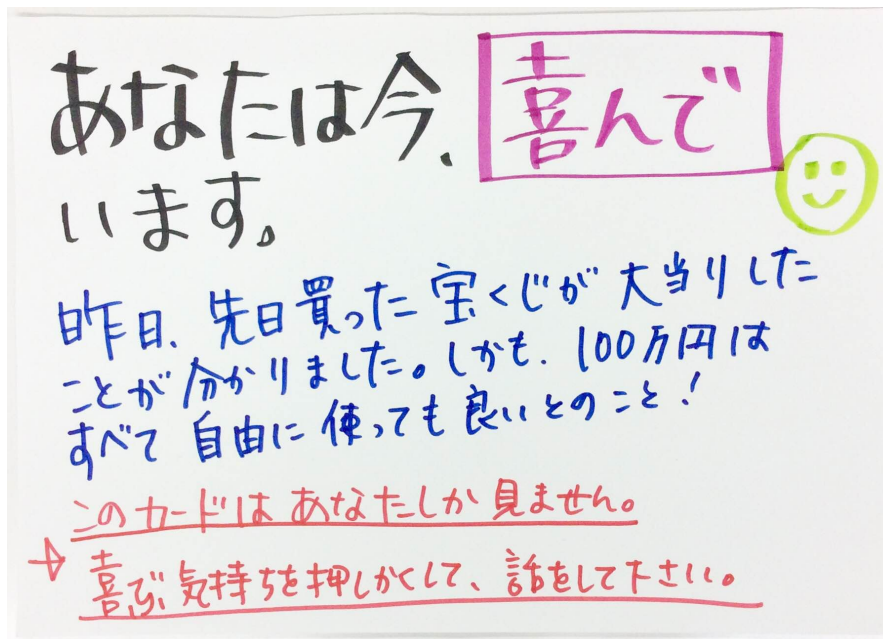 あなたは今、喜んで
います。
昨日、先日買った宝くじが大当りした
ことが分かりました。しかも、100万円は
すべて自由に使っても良いとのこと!
このカードはあなたしか見ません。
→喜ぶ気持ちを押しかくして、話をして下さい。